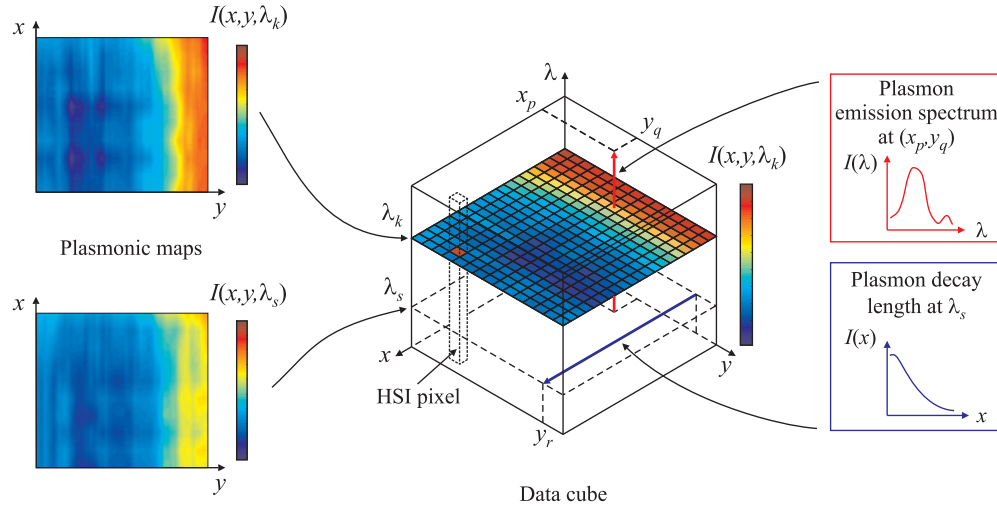 x
I(x,y,λk)
y
Plasmonic maps
I(x,y,λs)
x
y
λ
xp
yq
I(x,y,λk)
λk
λs
x
HSI pixel
yr
y
Data cube
Plasmon
emission spectrum
at (xp,yq)
I(λ)
λ
Plasmon decay
length at λs
I(x)
x